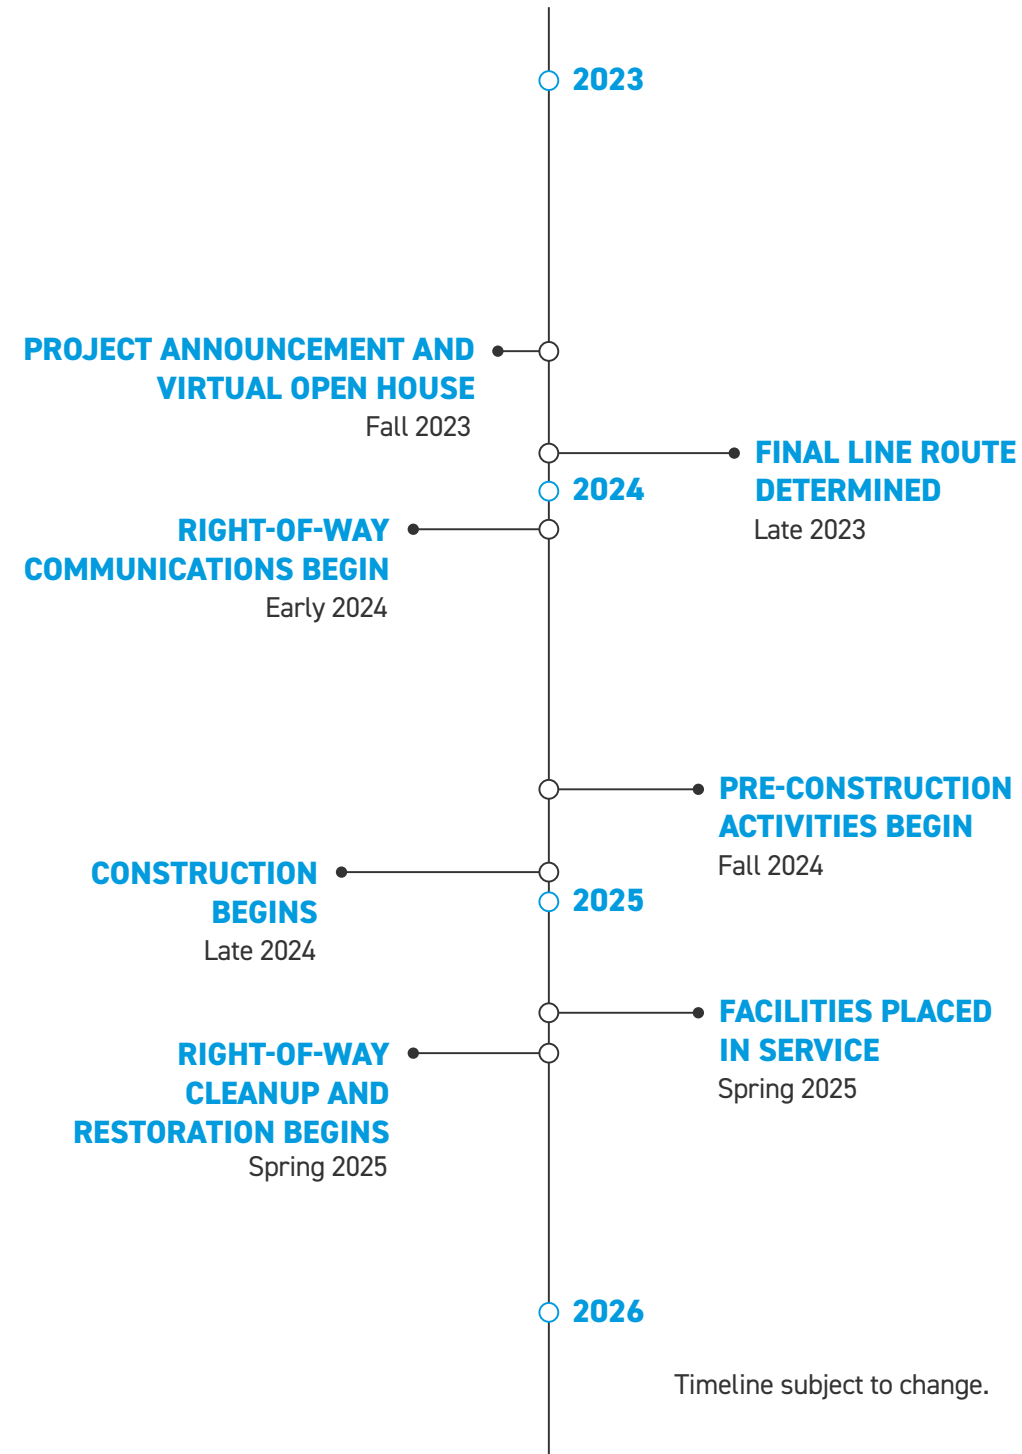 2023
PROJECT ANNOUNCEMENT AND
VIRTUAL OPEN HOUSE
Fall 2023
FINAL LINE ROUTE
DETERMINED
Late 2023
2024
RIGHT-OF-WAY
COMMUNICATIONS BEGIN
Early 2024
PRE-CONSTRUCTION
ACTIVITIES BEGIN
Fall 2024
CONSTRUCTION
BEGINS
Late 2024
2025
FACILITIES PLACED
IN SERVICE
Spring 2025
RIGHT-OF-WAY
CLEANUP AND
RESTORATION BEGINS
Spring 2025
2026
Timeline subject to change.